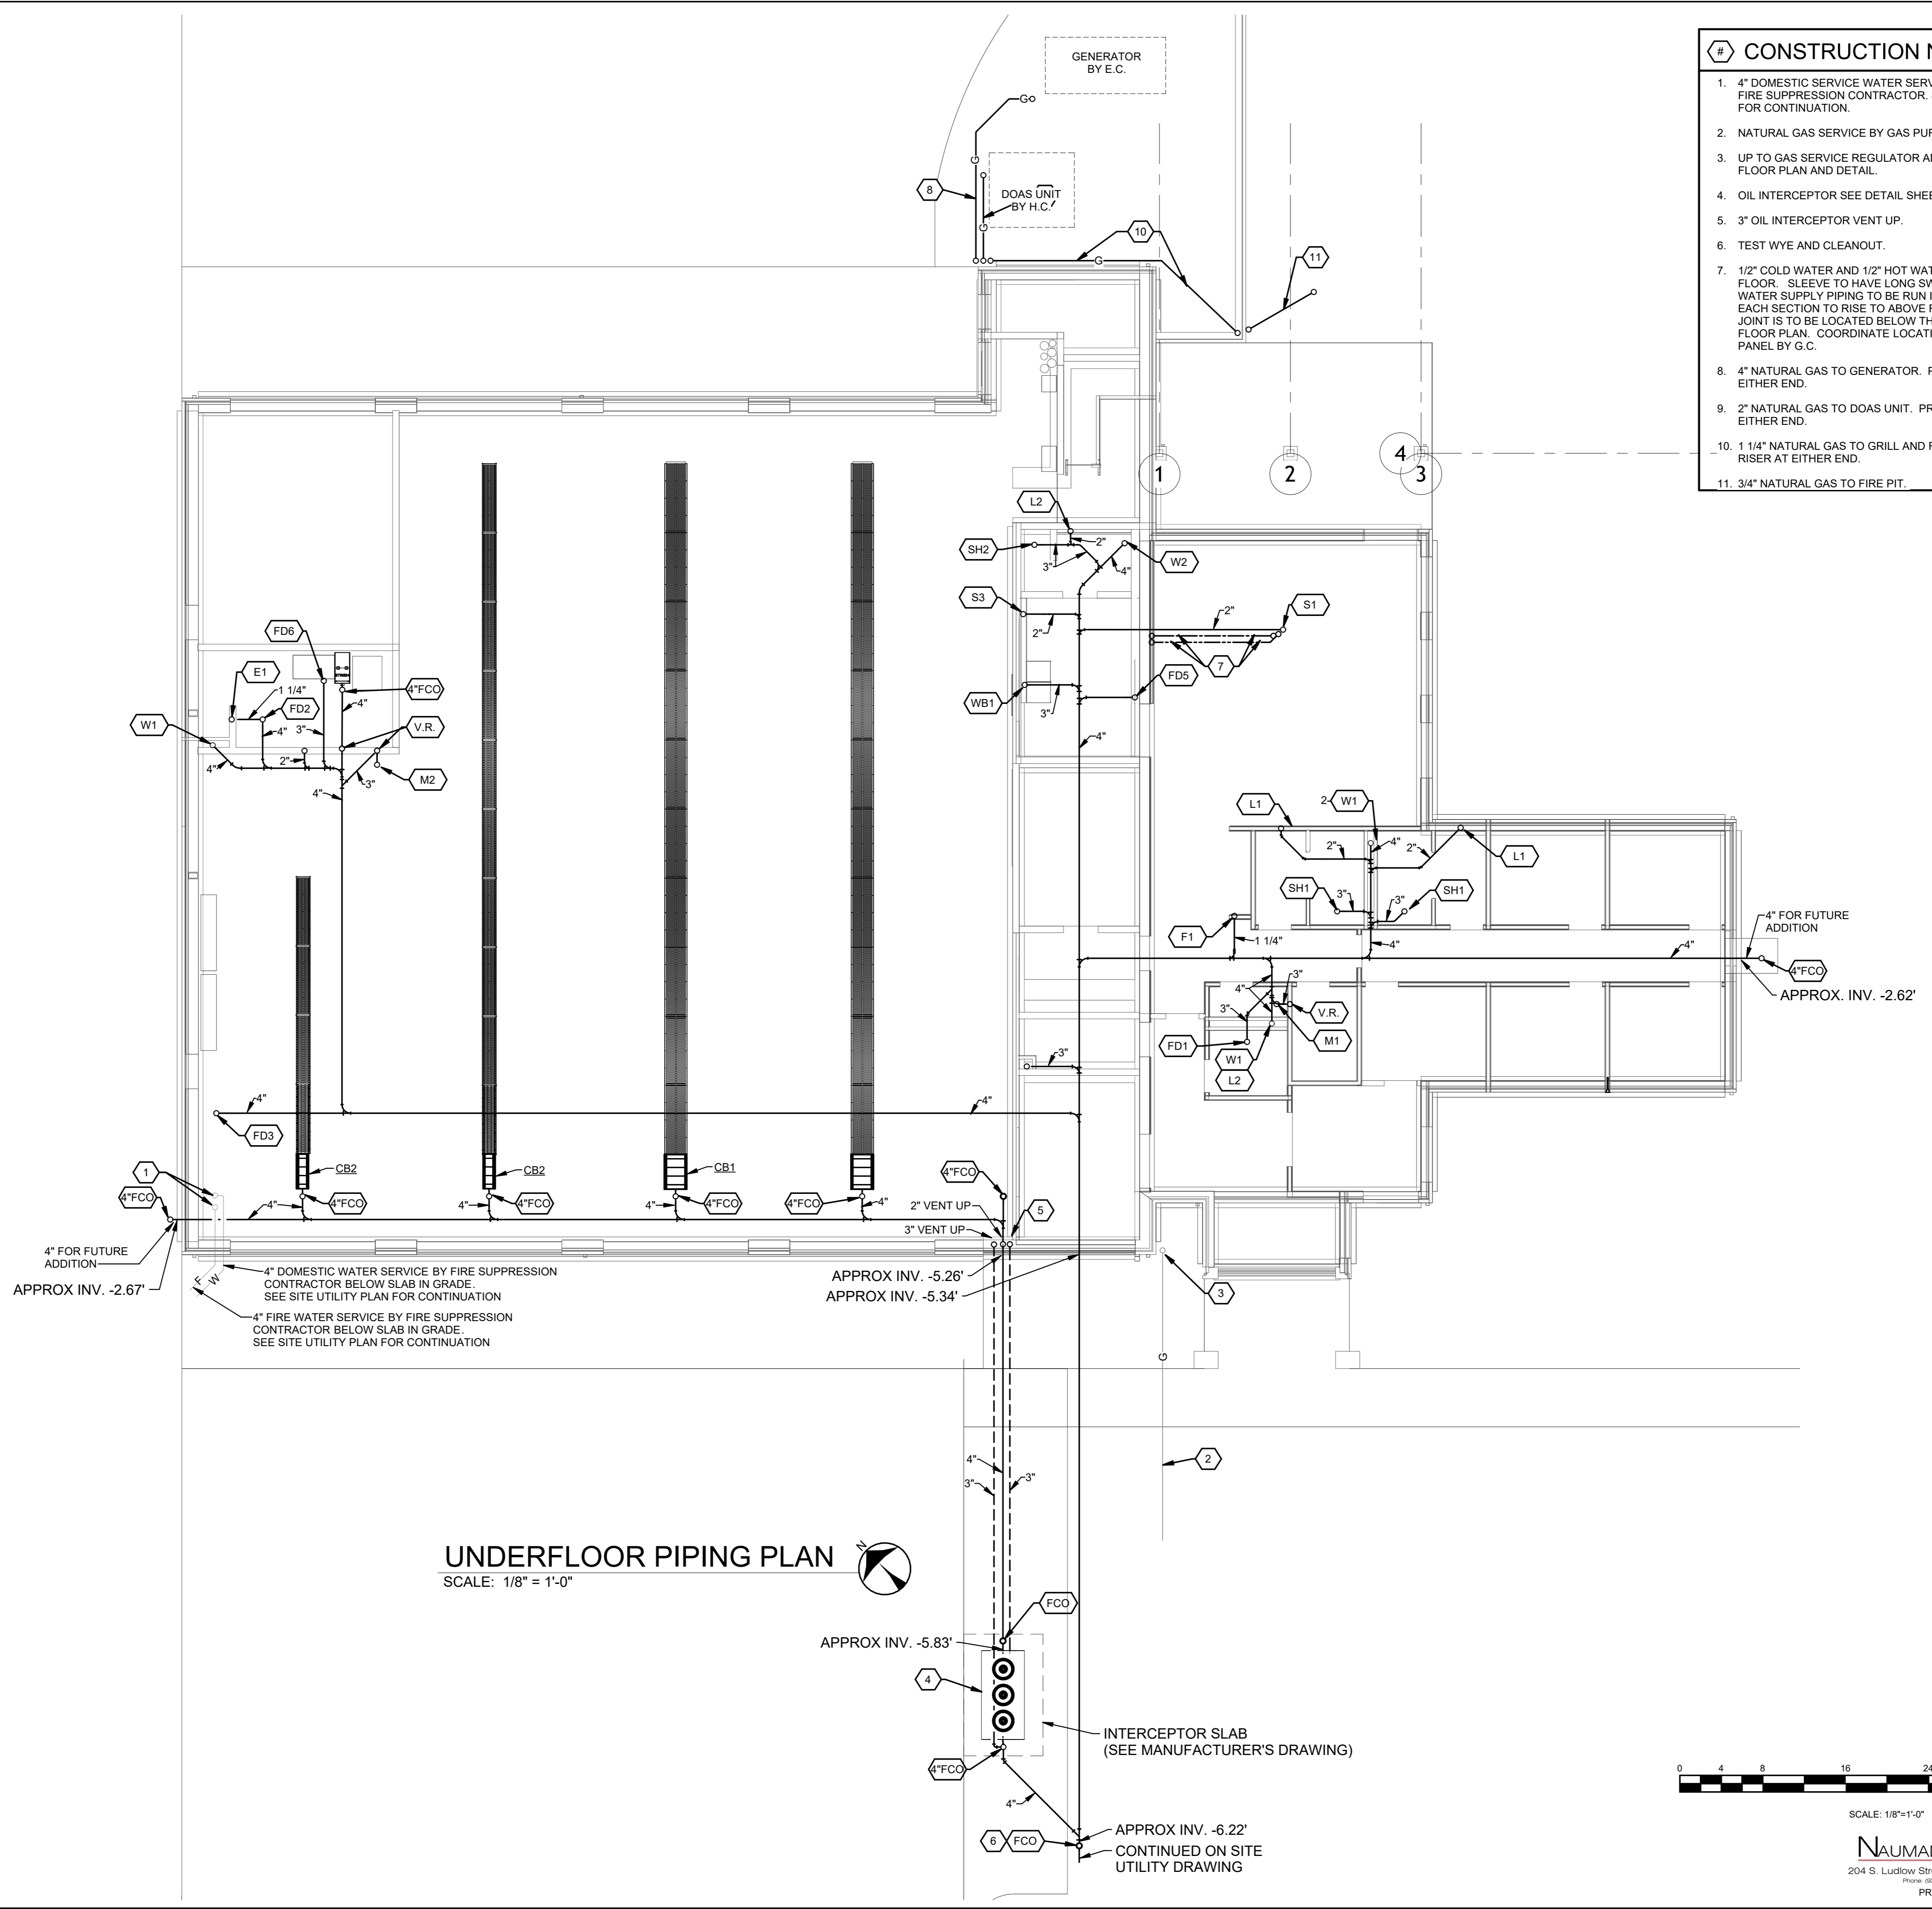 GENERATOR
BY E.C.
G
G
8
DOAS UNIT
BY H.C.
G
10
G
11
# CONSTRUCTION
1. 4" DOMESTIC SERVICE WATER
FIRE SUPPRESSION CONTRACTOR.
FOR CONTINUATION.
2. NATURAL GAS SERVICE BY GAS
3. UP TO GAS SERVICE REGULATOR
FLOOR PLAN AND DETAIL.
4. OIL INTERCEPTOR SEE DETAIL
5. 3" OIL INTERCEPTOR VENT UP.
6. TEST WYE AND CLEANOUT.
7. 1/2" COLD WATER AND 1/2" HOT
FLOOR. SLEEVE TO HAVE LONG
WATER SUPPLY PIPING TO BE RUN
EACH SECTION TO RISE TO ABOVE
JOINT IS TO BE LOCATED BELOW
FLOOR PLAN. COORDINATE
PANEL BY G.C.
8. 4" NATURAL GAS TO GENERATOR.
EITHER END.
9. 2" NATURAL GAS TO DOAS UNIT.
EITHER END.
10. 1 1/4" NATURAL GAS TO GRILL AND
RISER AT EITHER END.
11. 3/4" NATURAL GAS TO FIRE PIT.
1
2
4
3
L2
2"
SH2
3"
4"
W2
S3
2"
2"
S1
7
FD5
WB1
3"
4"
FD6
E1
1 1/4"
FD2
4"FCO
4"
W1
4"
3"
V.R.
4"
2"
3"
M2
4"
L1
2-W1
2"
4"
2"
L1
SH1
3"
3"
SH1
F1
1 1/4"
4"
4"
4" FOR FUTURE
ADDITION
4"FCO
APPROX. INV. -2.62'
4"
3"
3"
V.R.
FD1
M1
W1
L2
3"
4"
4"
FD3
1
4"FCO
CB2
CB2
CB1
4"FCO
4"FCO
4"FCO
4"FCO
4"FCO
4"
4"
4"
4"
2" VENT UP
3" VENT UP
5
4" FOR FUTURE
ADDITION
APPROX INV. -2.67'
F
W
4" DOMESTIC WATER SERVICE BY FIRE SUPPRESSION
CONTRACTOR BELOW SLAB IN GRADE.
SEE SITE UTILITY PLAN FOR CONTINUATION
4" FIRE WATER SERVICE BY FIRE SUPPRESSION
CONTRACTOR BELOW SLAB IN GRADE.
SEE SITE UTILITY PLAN FOR CONTINUATION
APPROX INV. -5.26'
APPROX INV. -5.34'
3
G
2
4"
3"
3"
UNDERFLOOR PIPING PLAN
N
SCALE: 1/8" = 1'-0"
FCO
APPROX INV. -5.83'
4
INTERCEPTOR SLAB
(SEE MANUFACTURER'S DRAWING)
4"FCO
4"
6 FCO
APPROX INV. -6.22'
CONTINUED ON SITE
UTILITY DRAWING
0 4 8 16 24
SCALE: 1/8"=1'-0"
204 S. Ludlow
Phone: